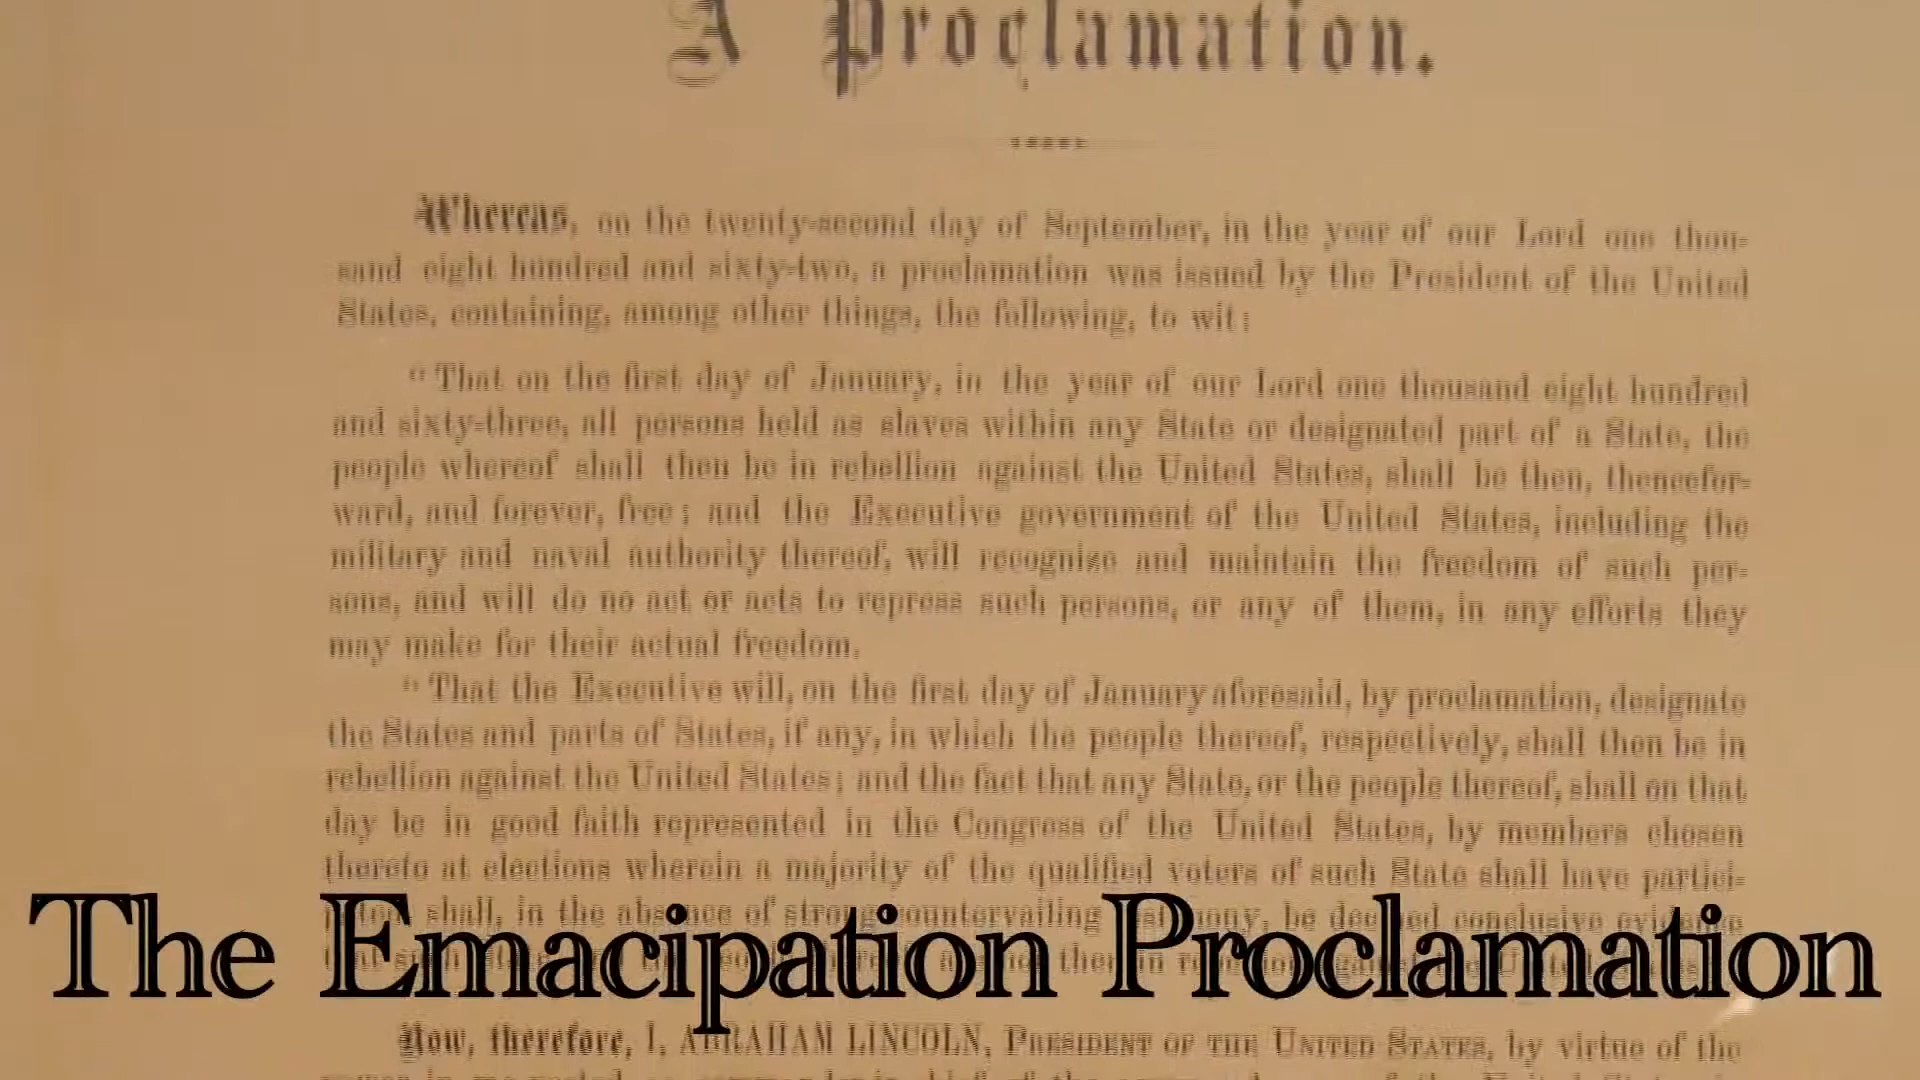 A Proclamation.
Whereas, on the twenty-second day of September, in the year of our Lord one thou-
sand eight hundred and sixty-two, a proclamation was issued by the President of the United
States, containing, among other things, the following, to wit:
"That on the first day of January, in the year of our Lord one thousand eight hundred
and sixty-three, all persons held as slaves within any State or designated part of a State, the
people whereof shall then be in rebellion against the United States, shall be then, thencefor-
ward, and forever, free; and the Executive government of the United States, including the
military and naval authority thereof, will recognize and maintain the freedom of such per-
sons, and will do no act or acts to repress such persons, or any of them, in any efforts they
may make for their actual freedom.
"That the Executive will, on the first day of January aforesaid, by proclamation, designate
the States and parts of States, if any, in which the people thereof, respectively, shall then be in
rebellion against the United States; and the fact that any State, or the people thereof, shall on that
day be in good faith represented in the Congress of the United States, by members chosen
thereto at elections wherein a majority of the qualified voters of such State shall have partici-
shall, in the absence of strong countervailing testimony, be deemed conclusive evidence
The Emacipation Proclamation
Now, therefore, I, ABRAHAM LINCOLN, PRESIDENT OF THE UNITED STATES, by virtue of the